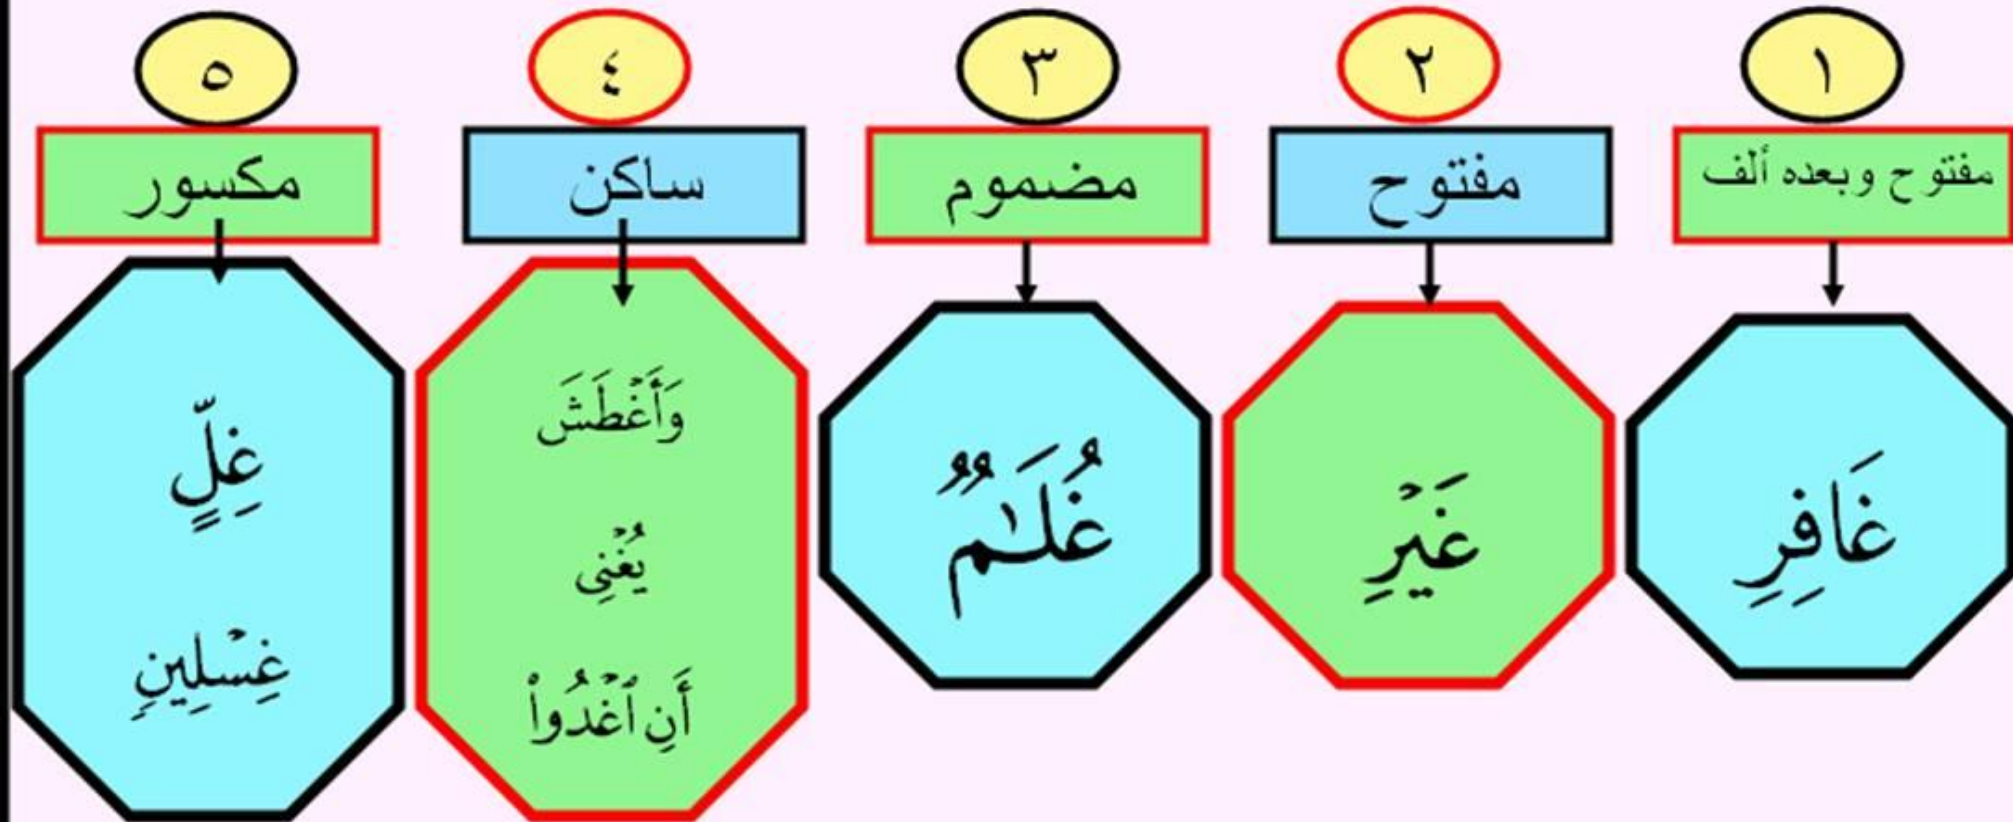 ١
٢
٣
٤
٥
مفتوح وبعده ألف
مفتوح
مضموم
ساكن
مكسور
غَافِرِ
غَيۡرِ
غُلَـٰمٌ
وَأَغۡطَشَ
يُغۡنِى
أَنِ ٱغۡدُوا۟
غِلٍّ
غِسۡلِينٍ